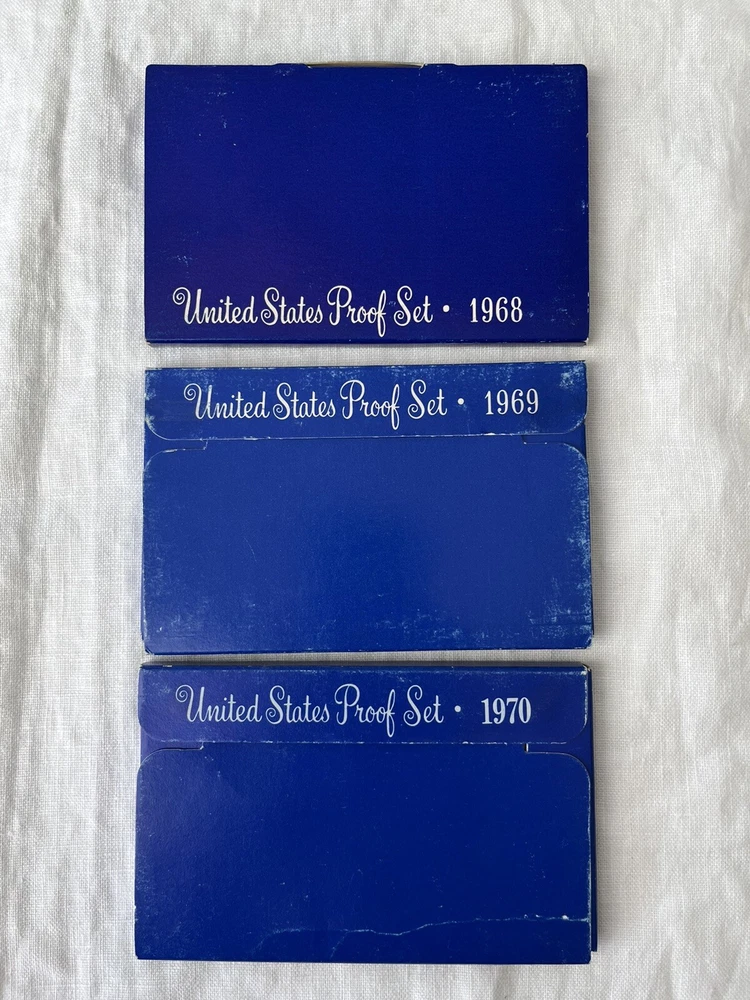 United States Proof Set • 1968
United States Proof Set • 1969
United States Proof Set • 1970